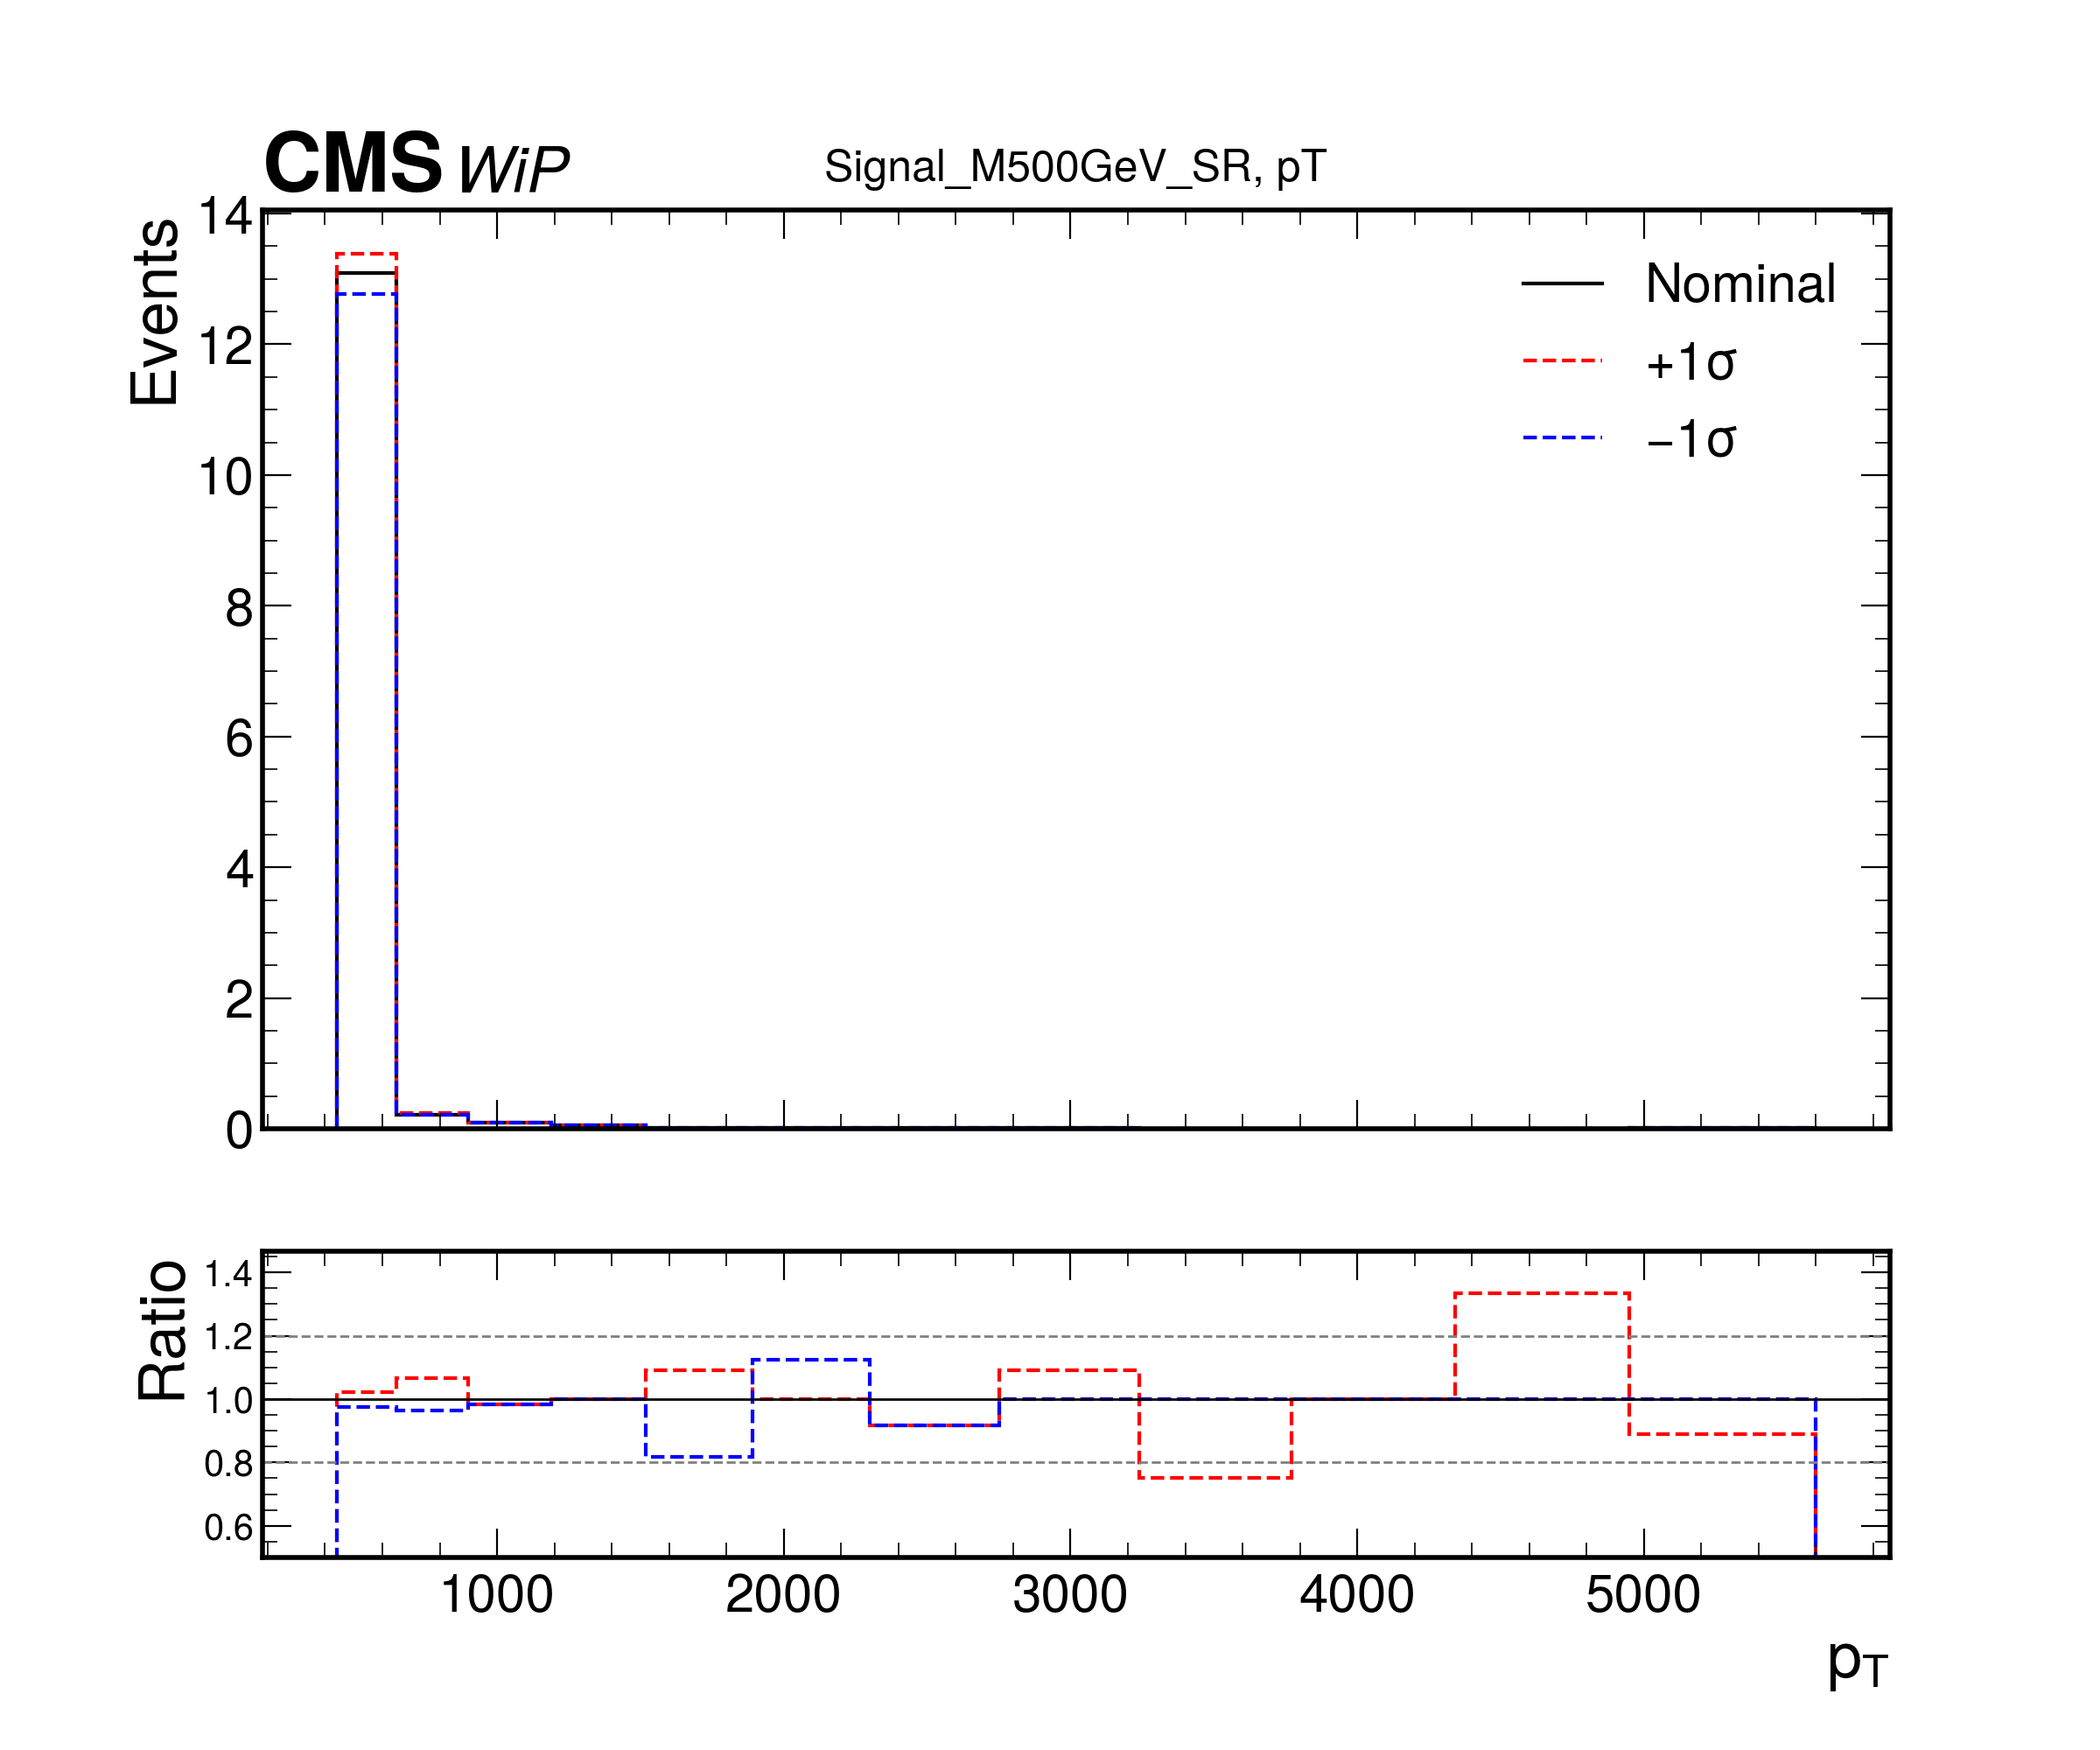 CMS WiP
Signal_M500GeV_SR, pT
Events
14
12
10
8
6
4
2
0
Nominal
+1σ
−1σ
Ratio
1.4
1.2
1.0
0.8
0.6
1000 2000 3000 4000 5000
pT